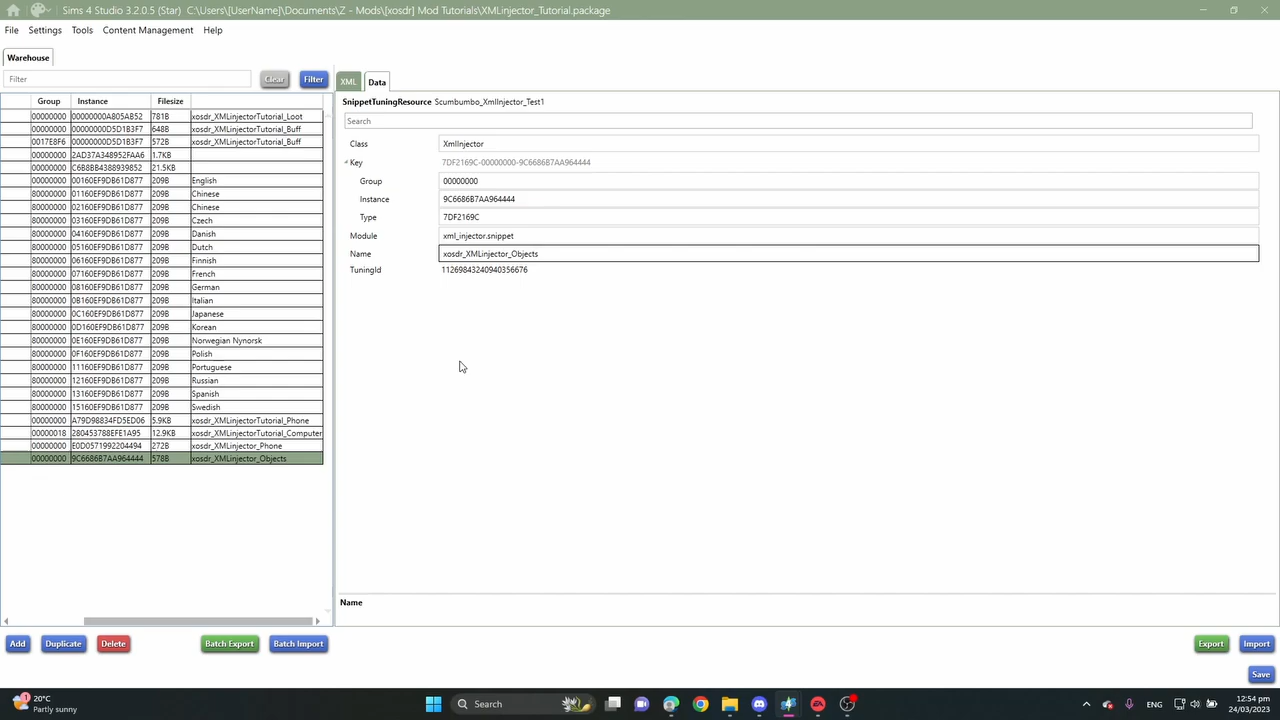 Sims 4 Studio 3.2.0.5 (Star) C:\Users\[UserName]\Documents\Z - Mods\[xosdr] Mod Tutorials\XMLinjector_Tutorial.package
File Settings Tools Content Management Help
Warehouse
Filter Clear Filter
Group Instance Filesize
00000000 00000000A805AB52 781B xosdr_XMLinjectorTutorial_Loot
00000000 00000000D5D1B3F7 648B xosdr_XMLinjectorTutorial_Buff
0017E8F6 00000000D5D1B3F7 572B xosdr_XMLinjectorTutorial_Buff
00000000 2AD37A348952FAA6 1.7KB
00000000 C6B8BB4388939852 21.5KB
00000000 00160EF9DB61D877 209B English
80000000 01160EF9DB61D877 209B Chinese
80000000 02160EF9DB61D877 209B Chinese
80000000 03160EF9DB61D877 209B Czech
80000000 04160EF9DB61D877 209B Danish
80000000 05160EF9DB61D877 209B Dutch
80000000 06160EF9DB61D877 209B Finnish
80000000 07160EF9DB61D877 209B French
80000000 08160EF9DB61D877 209B German
80000000 0B160EF9DB61D877 209B Italian
80000000 0C160EF9DB61D877 209B Japanese
80000000 0D160EF9DB61D877 209B Korean
80000000 0E160EF9DB61D877 209B Norwegian Nynorsk
80000000 0F160EF9DB61D877 209B Polish
80000000 11160EF9DB61D877 209B Portuguese
80000000 12160EF9DB61D877 209B Russian
80000000 13160EF9DB61D877 209B Spanish
80000000 15160EF9DB61D877 209B Swedish
00000000 A79D98834FD5ED06 5.9KB xosdr_XMLinjectorTutorial_Phone
00000018 280453788EFE1A95 12.9KB xosdr_XMLinjectorTutorial_Computer
00000000 E0D0571992204494 272B xosdr_XMLinjector_Phone
00000000 9C6686B7AA964444 578B xosdr_XMLinjector_Objects
Add Duplicate Delete Batch Export Batch Import
XML Data
SnippetTuningResource Scumbumbo_XmlInjector_Test1
Search
Class XmlInjector
Key 7DF2169C-00000000-9C6686B7AA964444
Group 00000000
Instance 9C6686B7AA964444
Type 7DF2169C
Module xml_injector.snippet
Name xosdr_XMLinjector_Objects
TuningId 11269843240940356676
Name
Export Import
Save
1 20°C
Partly sunny
Search
ENG 12:54 pm
24/03/2023